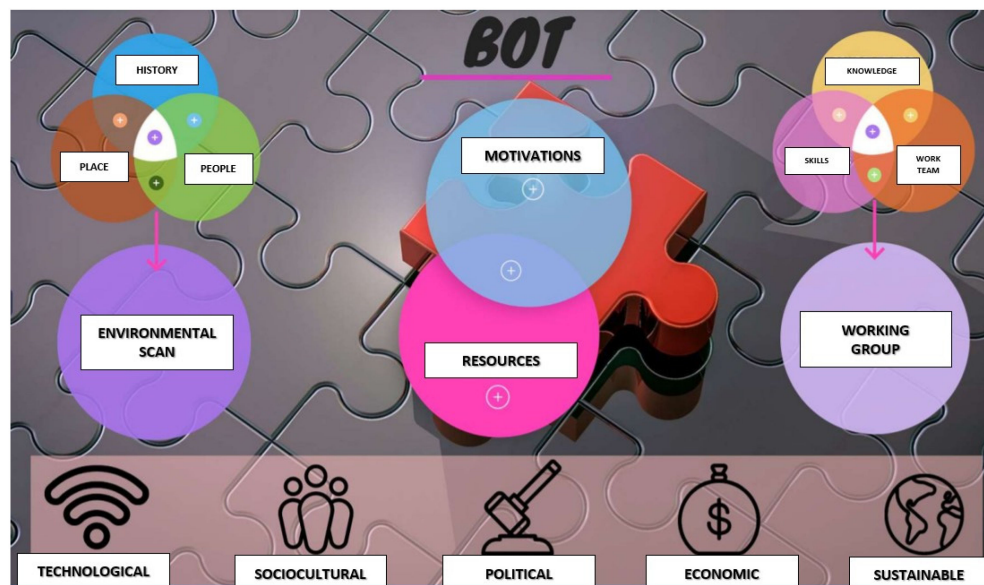 BOT
HISTORY
PLACE
PEOPLE
ENVIRONMENTAL
SCAN
MOTIVATIONS
RESOURCES
KNOWLEDGE
SKILLS
WORK
TEAM
WORKING
GROUP
TECHNOLOGICAL
SOCIOCULTURAL
POLITICAL
$
ECONOMIC
SUSTAINABLE